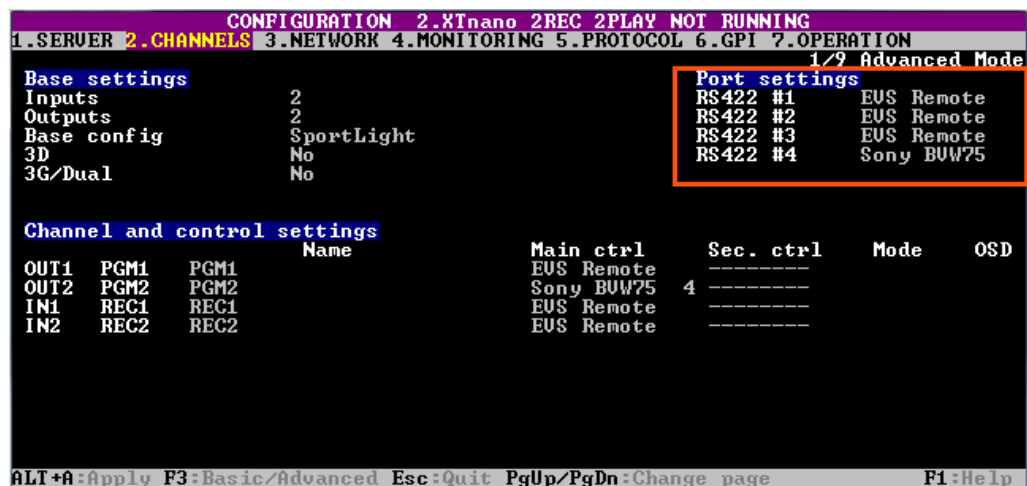 CONFIGURATION 2.XTnano 2REC 2PLAY NOT RUNNING
1.SERVER 2.CHANNELS 3.NETWORK 4.MONITORING 5.PROTOCOL 6.GPI 7.OPERATION
1/9 Advanced Mode
Base settings Port settings
Inputs 2 RS422 #1 EVS Remote
Outputs 2 RS422 #2 EVS Remote
Base config SportLight RS422 #3 EVS Remote
3D No RS422 #4 Sony BVW75
3G/Dual No
Channel and control settings
Name Main ctrl Sec. ctrl Mode OSD
OUT1 PGM1 PGM1 EVS Remote --------
OUT2 PGM2 PGM2 Sony BVW75 4 --------
IN1 REC1 REC1 EVS Remote --------
IN2 REC2 REC2 EVS Remote --------
ALT+A:Apply F3:Basic/Advanced Esc:Quit PgUp/PgDn:Change page F1:Help